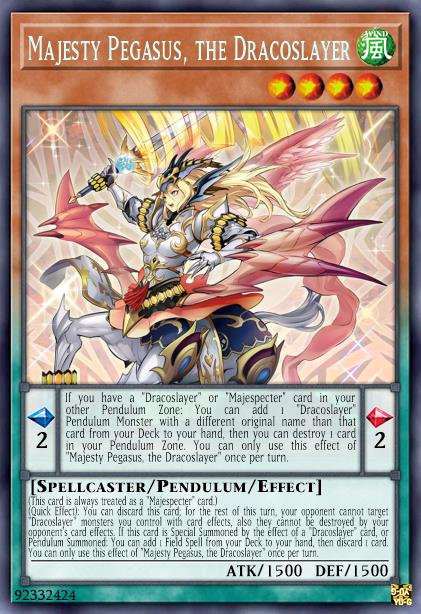 Majesty Pegasus, the Dracoslayer
WIND
風
If you have a "Dracoslayer" or "Majespecter" card in your
other Pendulum Zone: You can add 1 "Dracoslayer"
Pendulum Monster with a different original name than that
card from your Deck to your hand, then you can destroy 1 card
in your Pendulum Zone. You can only use this effect of
"Majesty Pegasus, the Dracoslayer" once per turn.
2
2
[Spellcaster/Pendulum/Effect]
(This card is always treated as a "Majespecter" card.)
(Quick Effect): You can discard this card; for the rest of this turn, your opponent cannot target
"Dracoslayer" monsters you control with card effects, also they cannot be destroyed by your
opponent's card effects. If this card is Special Summoned by the effect of a "Dracoslayer" card, or
Pendulum Summoned: You can add 1 Field Spell from your Deck to your hand, then discard 1 card.
You can only use this effect of "Majesty Pegasus, the Dracoslayer" once per turn.
ATK/1500 DEF/1500
92332424